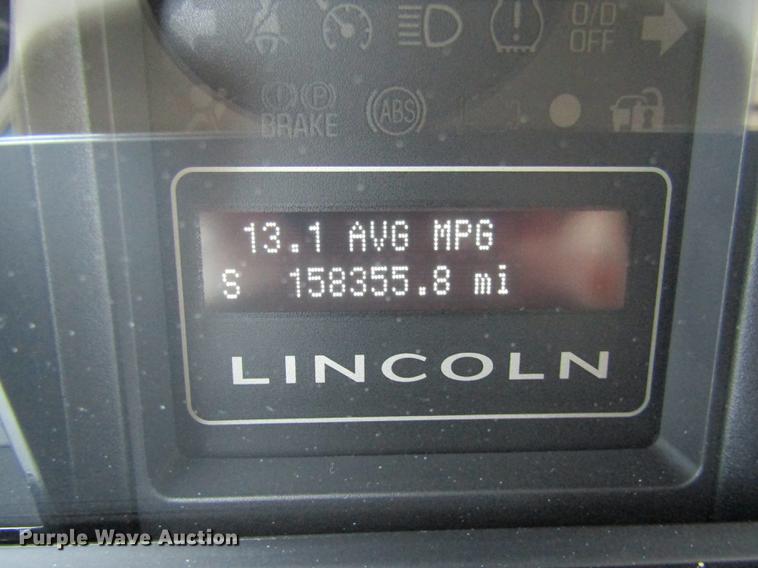 O/D
OFF
BRAKE
ABS
13.1 AVG MPG
S 158355.8 mi
LINCOLN
Purple Wave Auction